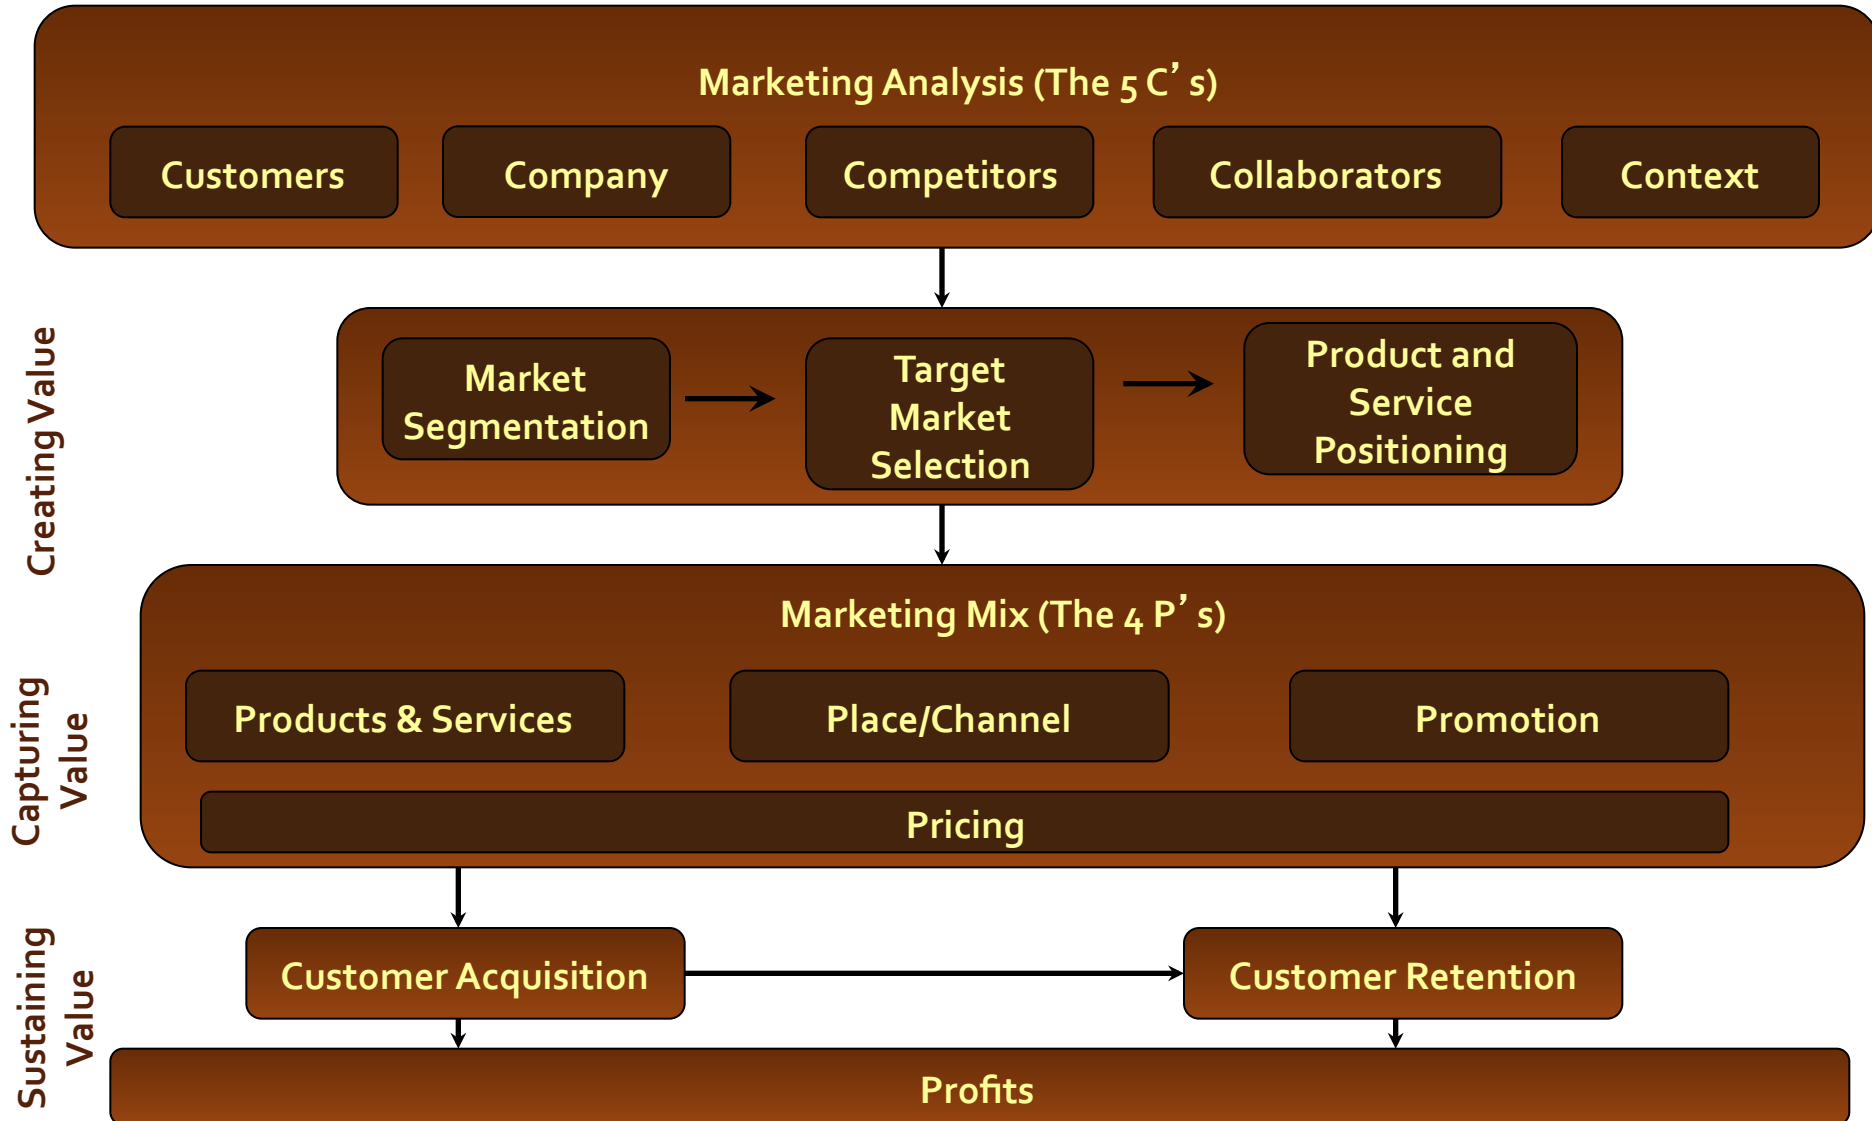 Marketing Analysis (The 5 C’s)
Customers
Company
Competitors
Collaborators
Context
Creating Value
Market
Segmentation
Target
Market
Selection
Product and
Service
Positioning
Marketing Mix (The 4 P’s)
Capturing
Value
Products & Services
Place/Channel
Promotion
Pricing
Sustaining
Value
Customer Acquisition
Customer Retention
Profits